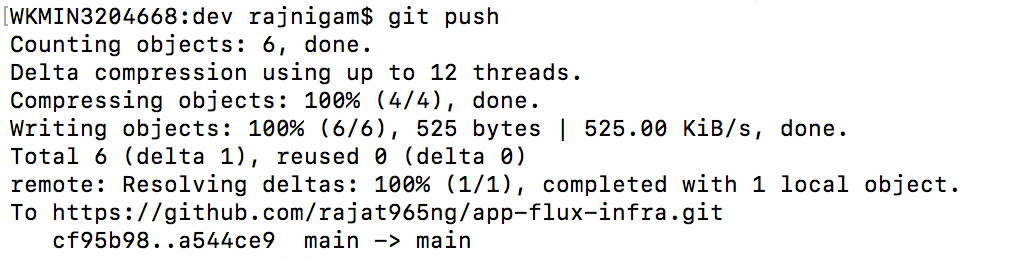 [WKMIN3204668:dev rajnigam$ git push
Counting objects: 6, done.
Delta compression using up to 12 threads.
Compressing objects: 100% (4/4), done.
Writing objects: 100% (6/6), 525 bytes | 525.00 KiB/s, done.
Total 6 (delta 1), reused 0 (delta 0)
remote: Resolving deltas: 100% (1/1), completed with 1 local object.
To https://github.com/rajat965ng/app-flux-infra.git
   cf95b98..a544ce9  main -> main